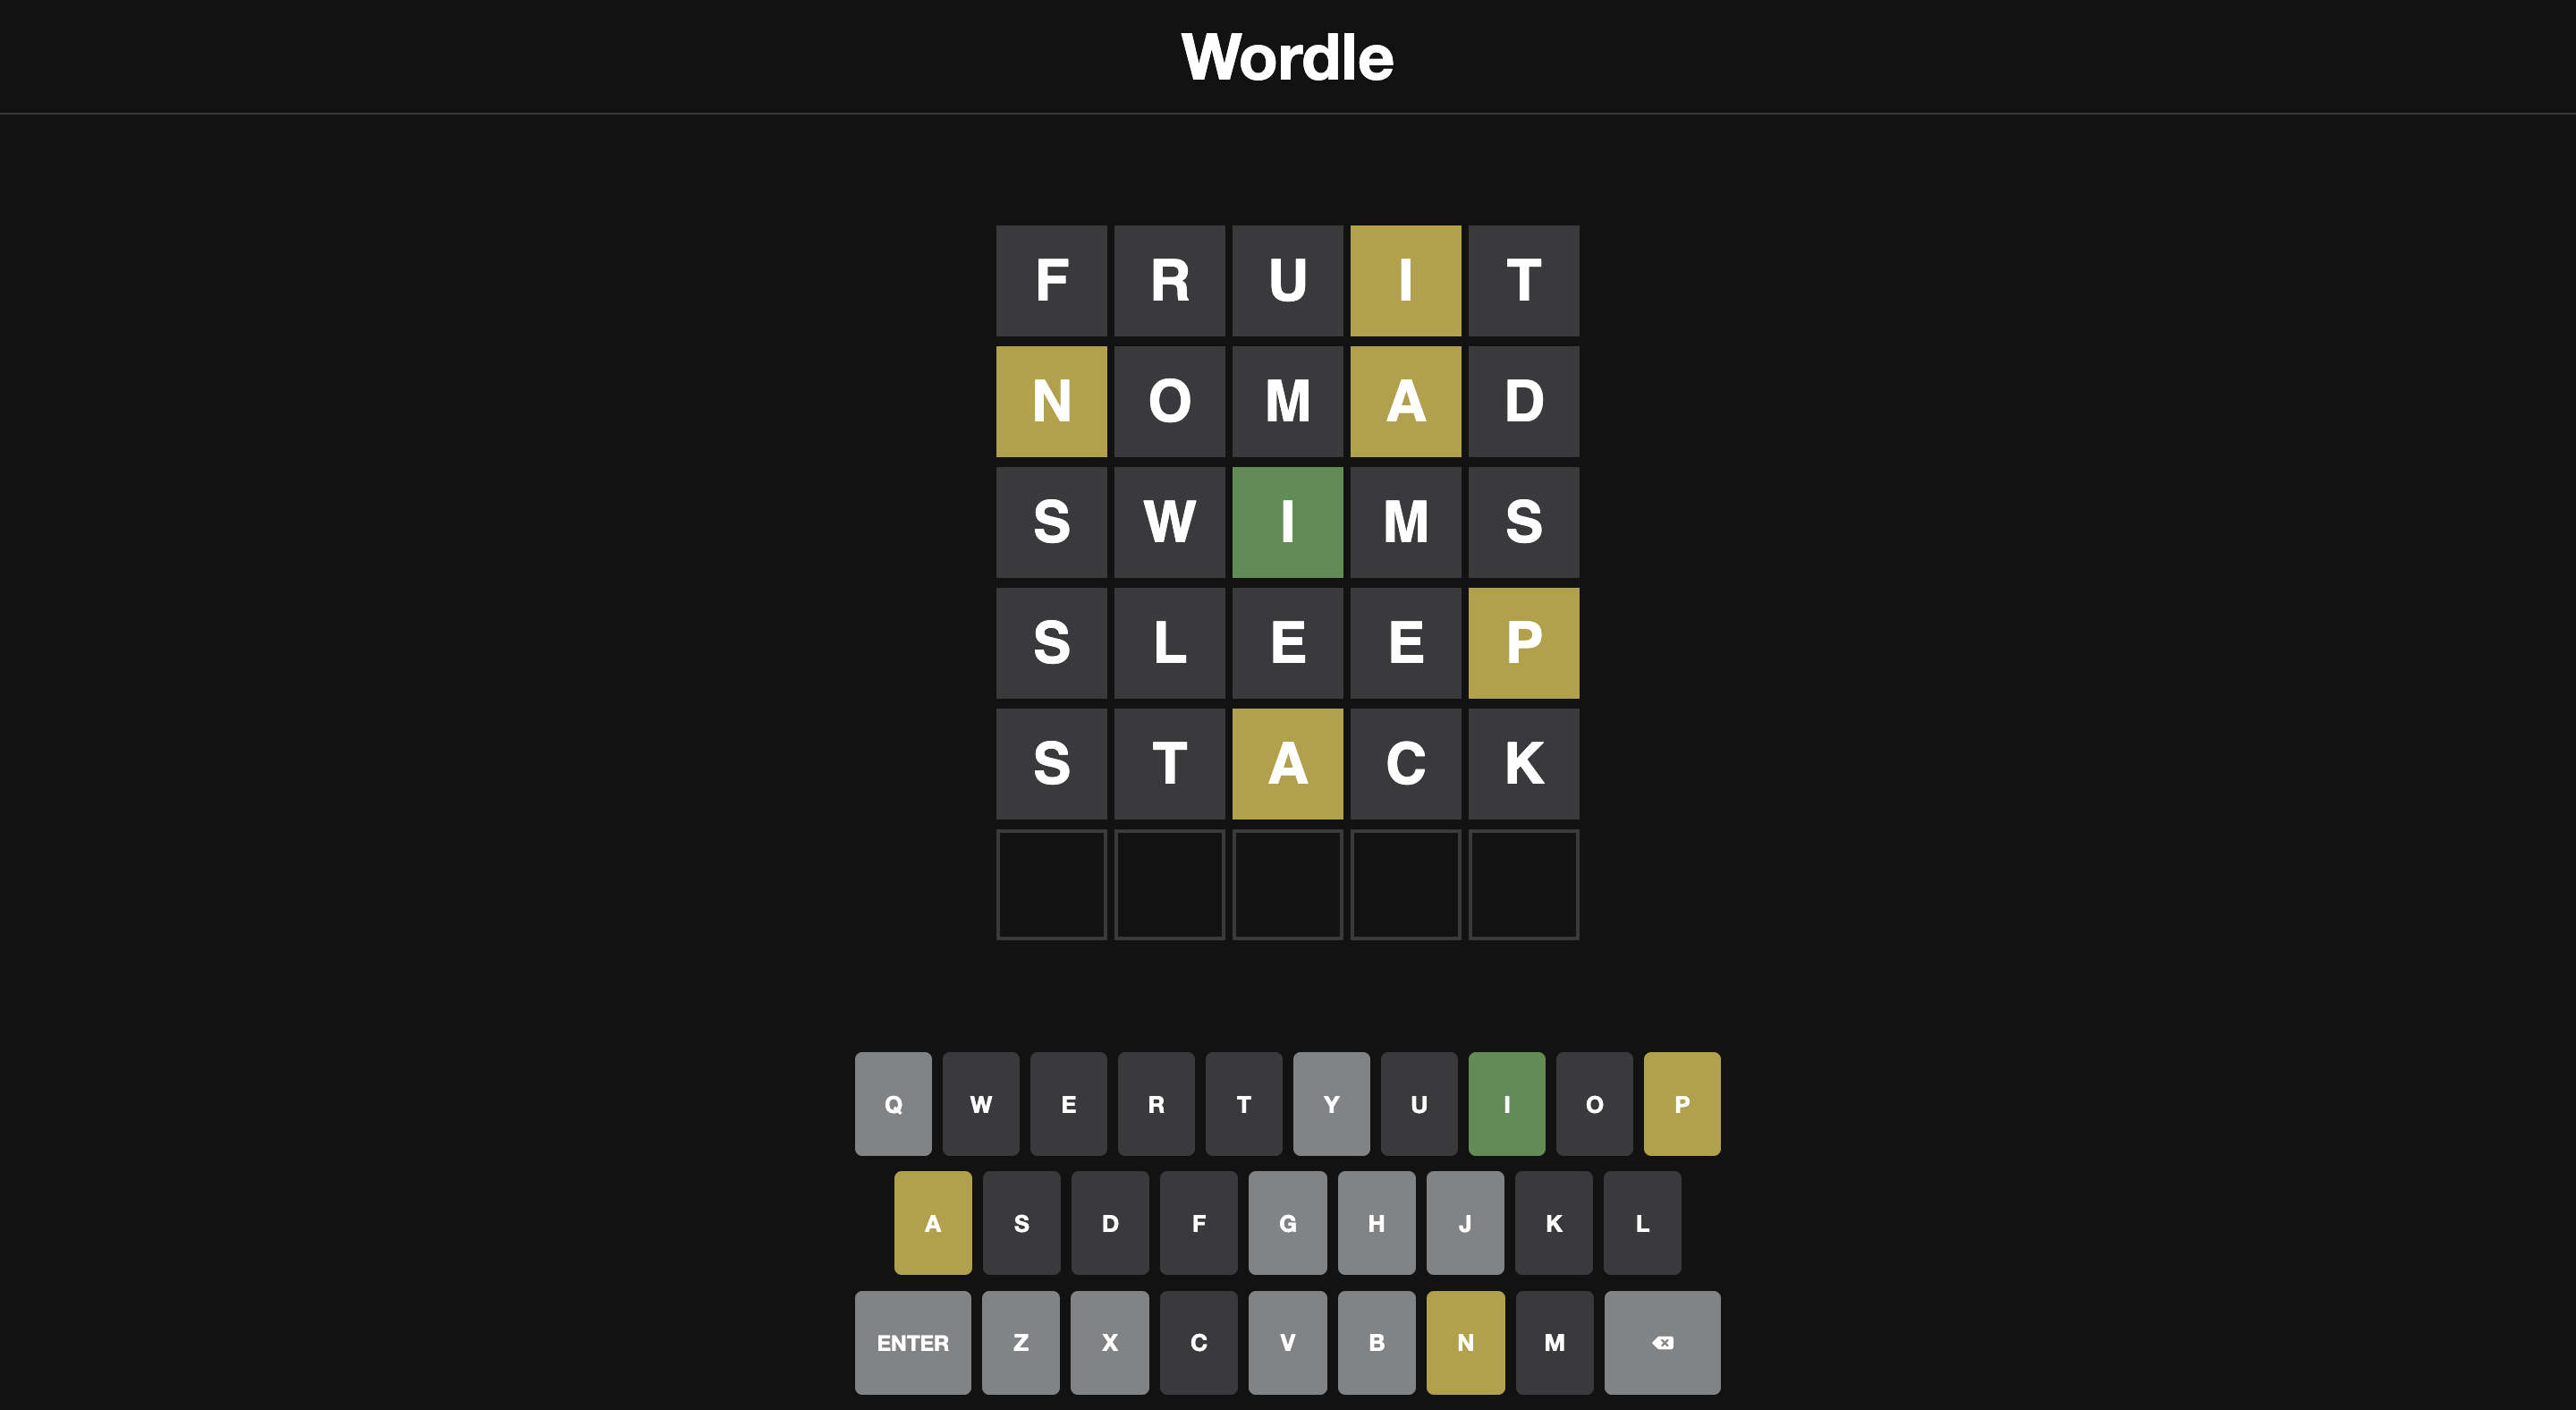 Wordle
F R U I T
N O M A D
S W I M S
S L E E P
S T A C K
Q W E R T Y U I O P
A S D F G H J K L
ENTER Z X C V B N M